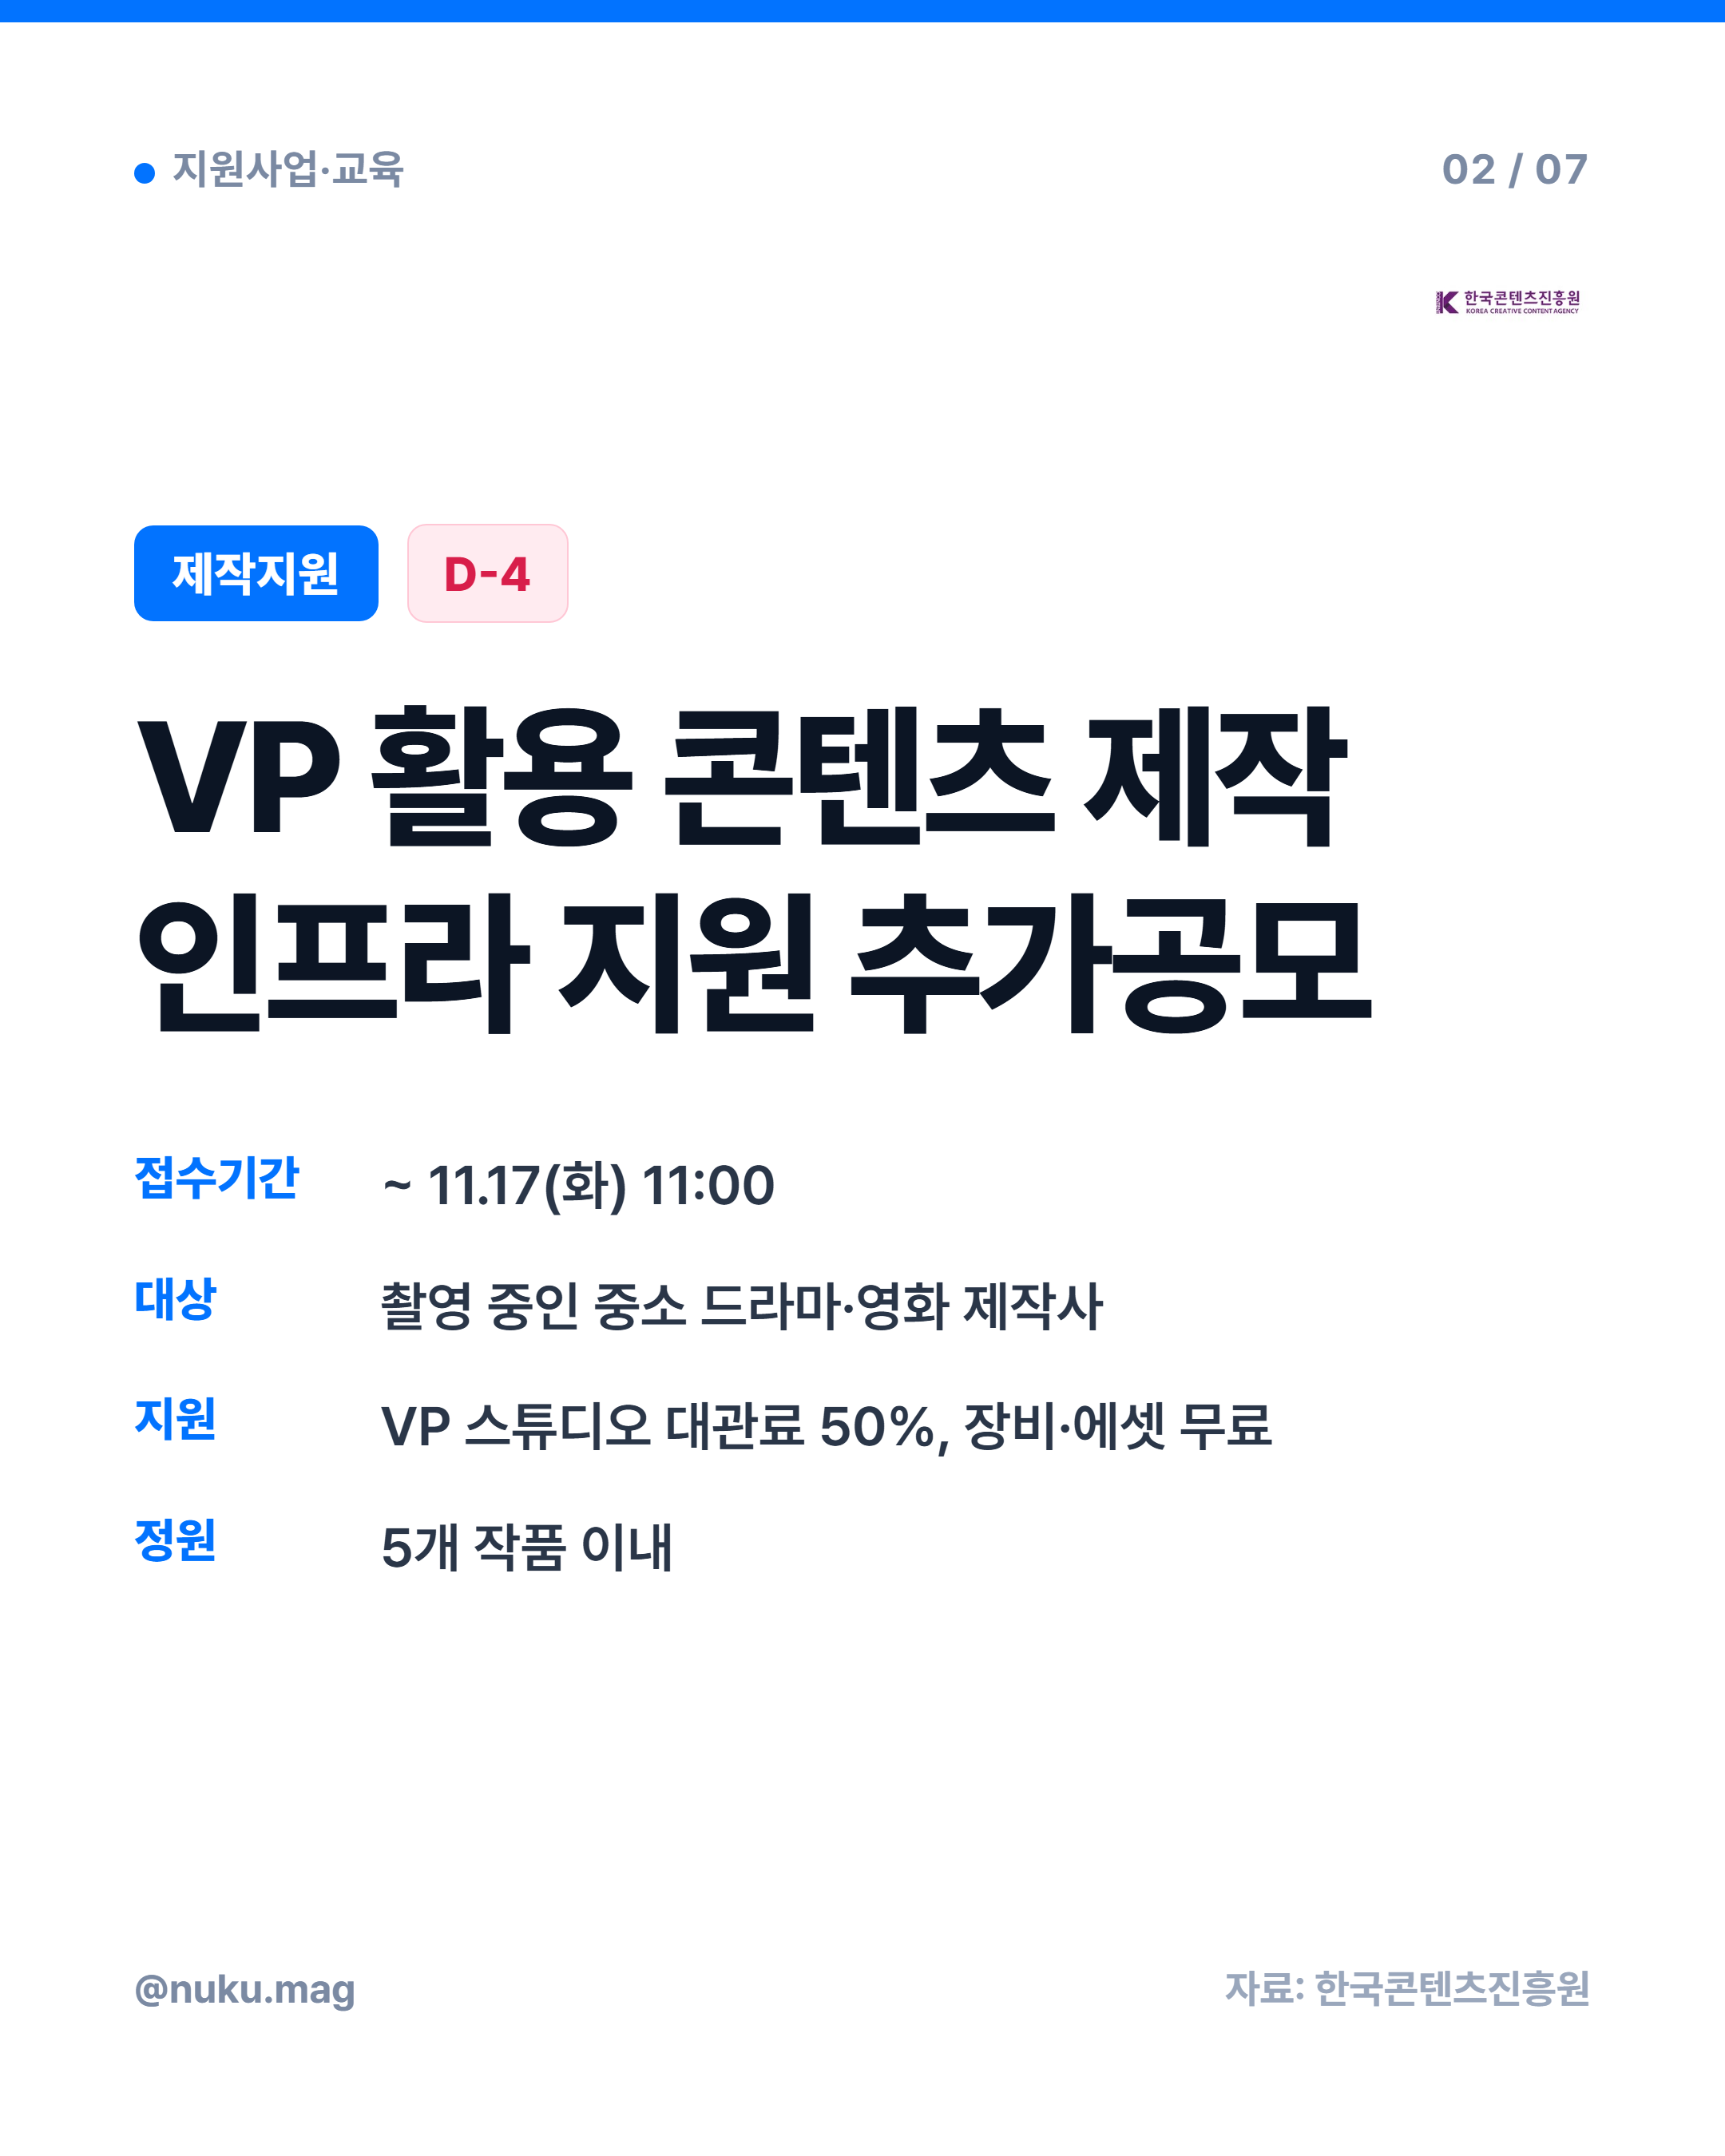 지원사업·교육
02 / 07
한국콘텐츠진흥원
KOREA CREATIVE CONTENT AGENCY
제작지원
D-4
VP 활용 콘텐츠 제작
인프라 지원 추가공모
접수기간 ~ 11.17(화) 11:00
대상 촬영 중인 중소 드라마·영화 제작사
지원 VP 스튜디오 대관료 50%, 장비·에셋 무료
정원 5개 작품 이내
@nuku.mag
자료: 한국콘텐츠진흥원